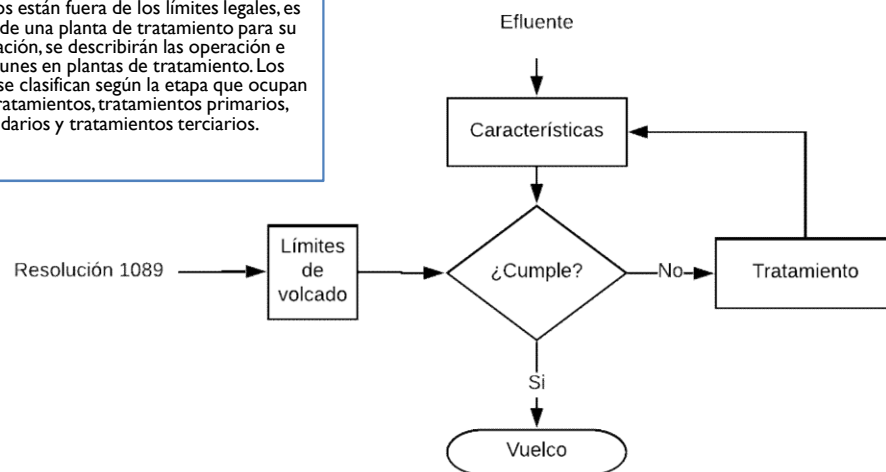 os están fuera de los límites legales, es
de una planta de tratamiento para su
ación, se describirán las operación e
unes en plantas de tratamiento. Los
se clasifican según la etapa que ocupan
ratamientos, tratamientos primarios,
darios y tratamientos terciarios.
Efluente
Características
Resolución 1089
Límites
de
volcado
¿Cumple?
No
Tratamiento
Si
Vuelco